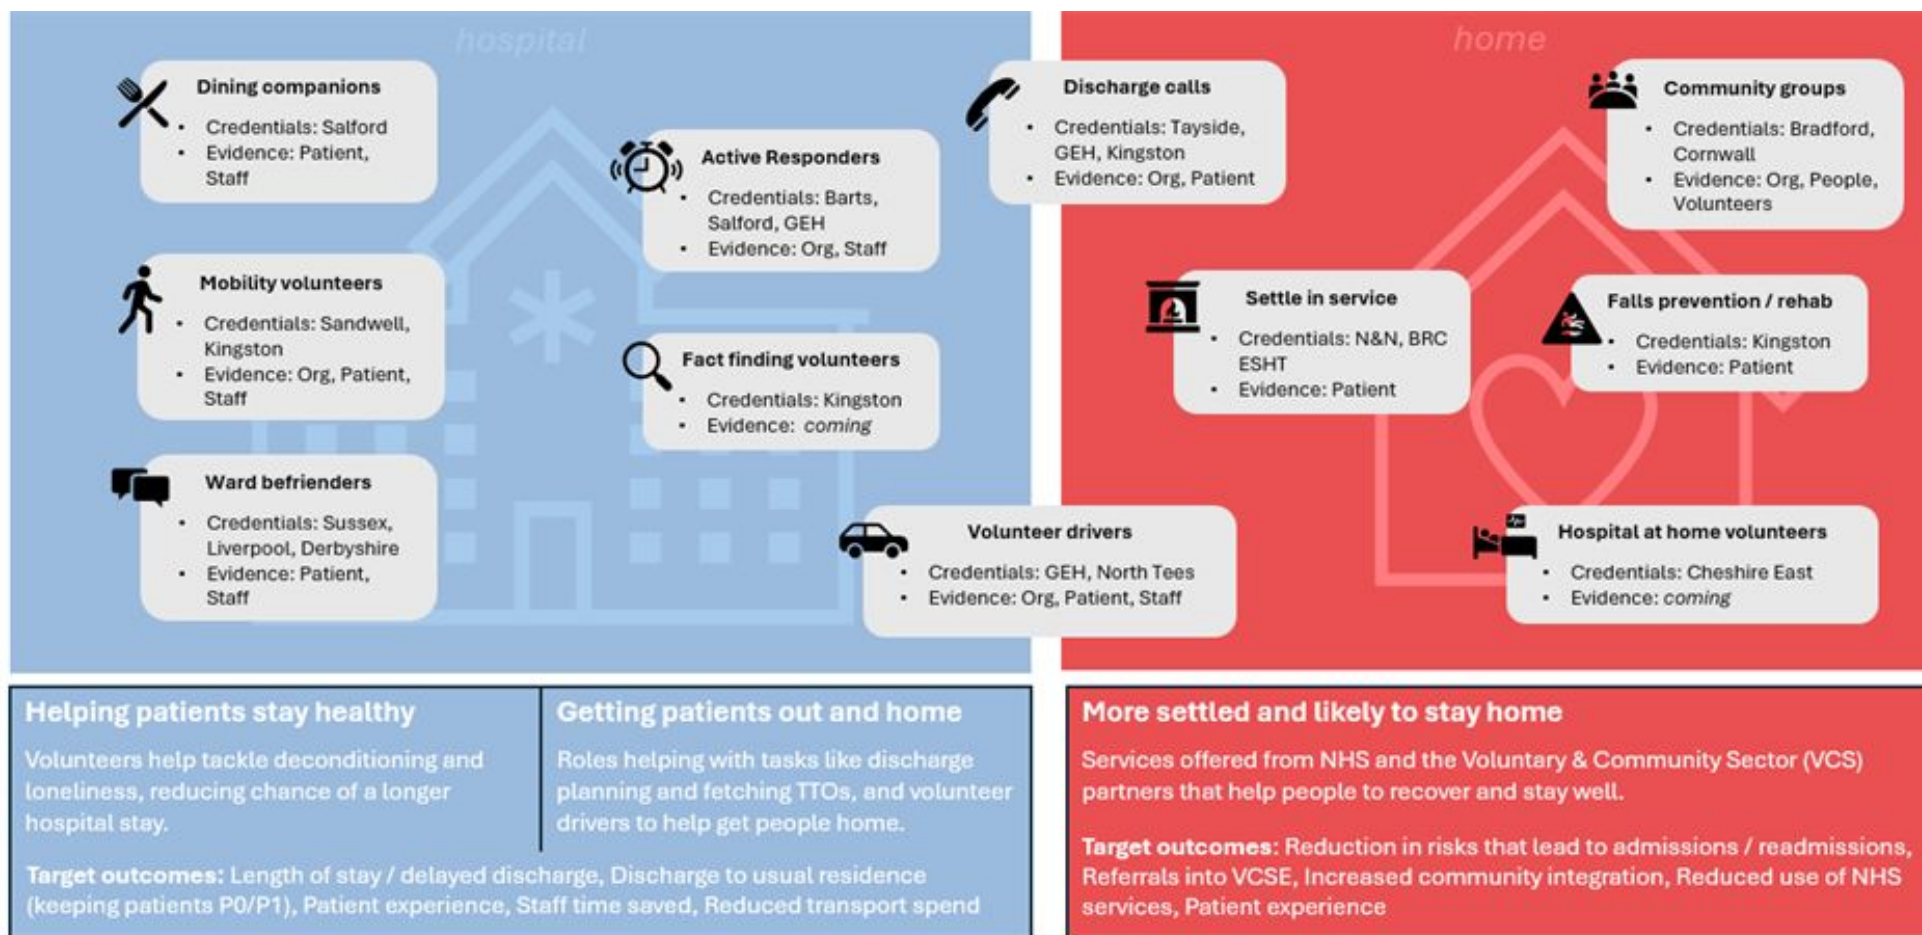 hospital
Dining companions
• Credentials: Salford
• Evidence: Patient,
Staff
Mobility volunteers
• Credentials: Sandwell,
Kingston
• Evidence: Org, Patient,
Staff
Ward befrienders
• Credentials: Sussex,
Liverpool, Derbyshire
• Evidence: Patient,
Staff
Active Responders
• Credentials: Barts,
Salford, GEH
• Evidence: Org, Staff
Fact finding volunteers
• Credentials: Kingston
• Evidence: coming
Discharge calls
• Credentials: Tayside,
GEH, Kingston
• Evidence: Org, Patient
Volunteer drivers
• Credentials: GEH, North Tees
• Evidence: Org, Patient, Staff
home
Settle in service
• Credentials: N&N, BRC
ESHT
• Evidence: Patient
Community groups
• Credentials: Bradford,
Cornwall
• Evidence: Org, People,
Volunteers
Falls prevention / rehab
• Credentials: Kingston
• Evidence: Patient
Hospital at home volunteers
• Credentials: Cheshire East
• Evidence: coming
Helping patients stay healthy
Volunteers help tackle deconditioning and
loneliness, reducing chance of a longer
hospital stay.
Getting patients out and home
Roles helping with tasks like discharge
planning and fetching TTOs, and volunteer
drivers to help get people home.
Target outcomes: Length of stay / delayed discharge, Discharge to usual residence
(keeping patients P0/P1), Patient experience, Staff time saved, Reduced transport spend
More settled and likely to stay home
Services offered from NHS and the Voluntary & Community Sector (VCS)
partners that help people to recover and stay well.
Target outcomes: Reduction in risks that lead to admissions / readmissions,
Referrals into VCSE, Increased community integration, Reduced use of NHS
services, Patient experience